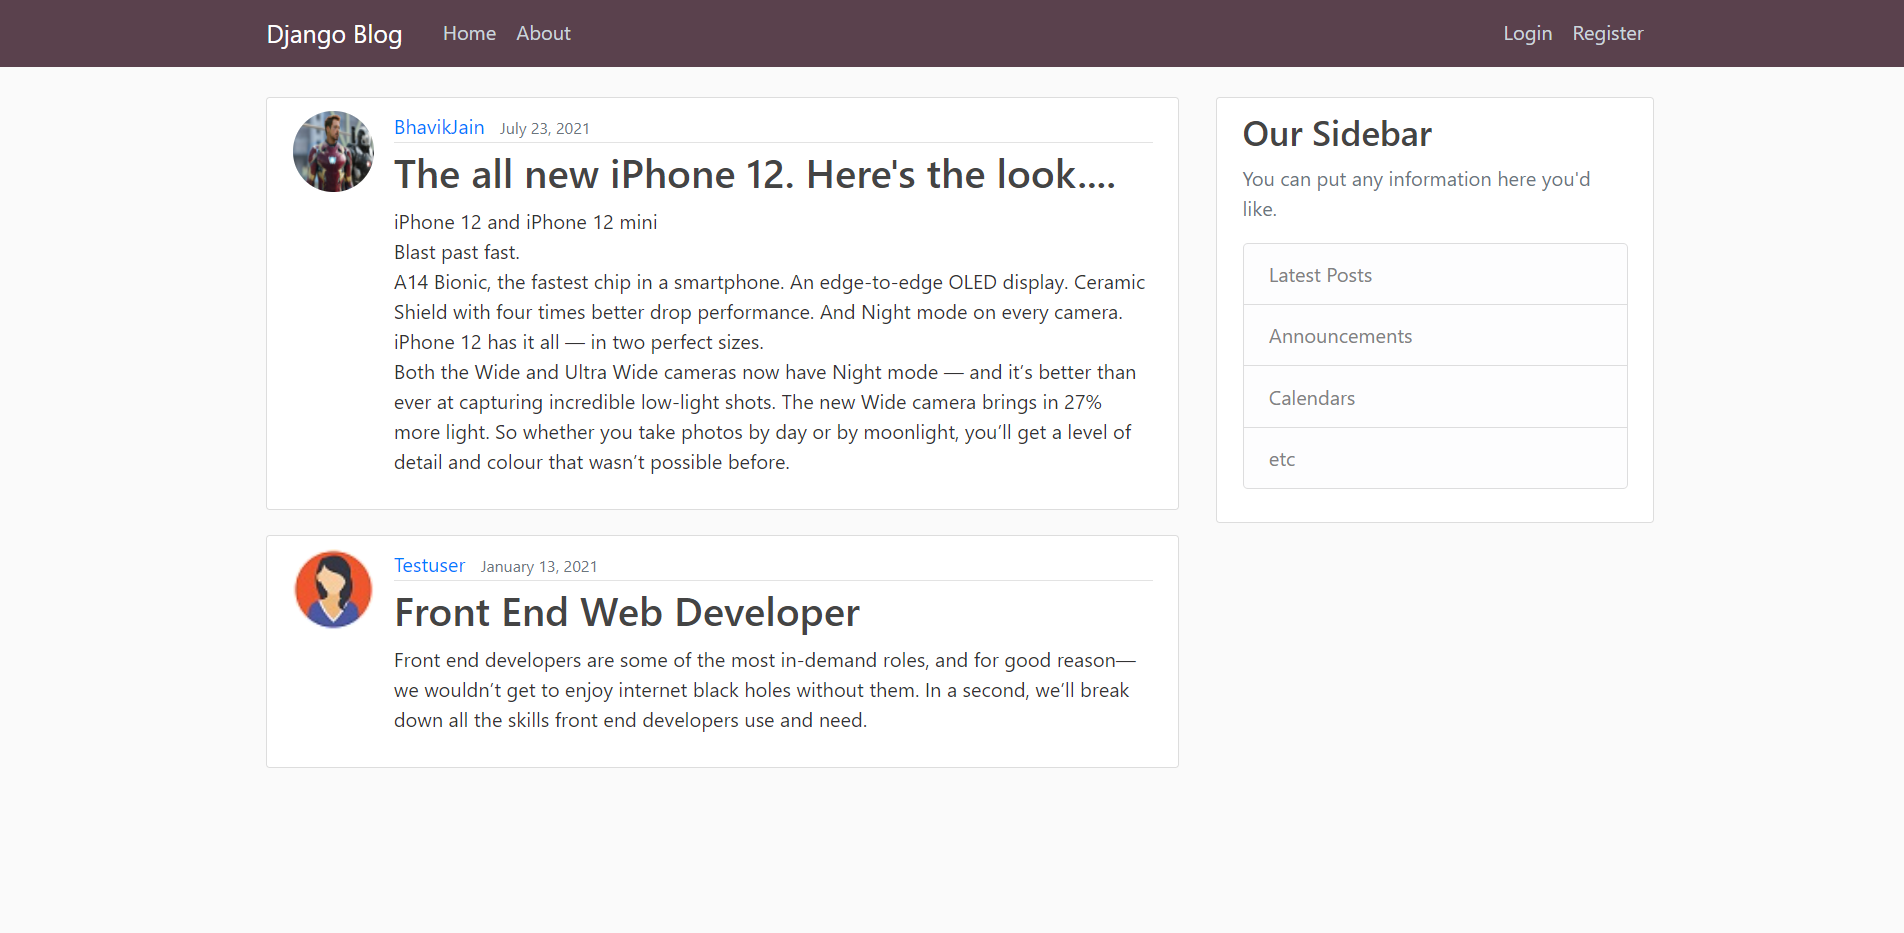 Django Blog Home About Login Register
BhavikJain July 23, 2021
The all new iPhone 12. Here's the look....
iPhone 12 and iPhone 12 mini
Blast past fast.
A14 Bionic, the fastest chip in a smartphone. An edge-to-edge OLED display. Ceramic
Shield with four times better drop performance. And Night mode on every camera.
iPhone 12 has it all — in two perfect sizes.
Both the Wide and Ultra Wide cameras now have Night mode — and it’s better than
ever at capturing incredible low-light shots. The new Wide camera brings in 27%
more light. So whether you take photos by day or by moonlight, you’ll get a level of
detail and colour that wasn’t possible before.
Testuser January 13, 2021
Front End Web Developer
Front end developers are some of the most in-demand roles, and for good reason—
we wouldn’t get to enjoy internet black holes without them. In a second, we’ll break
down all the skills front end developers use and need.
Our Sidebar
You can put any information here you'd
like.
Latest Posts
Announcements
Calendars
etc